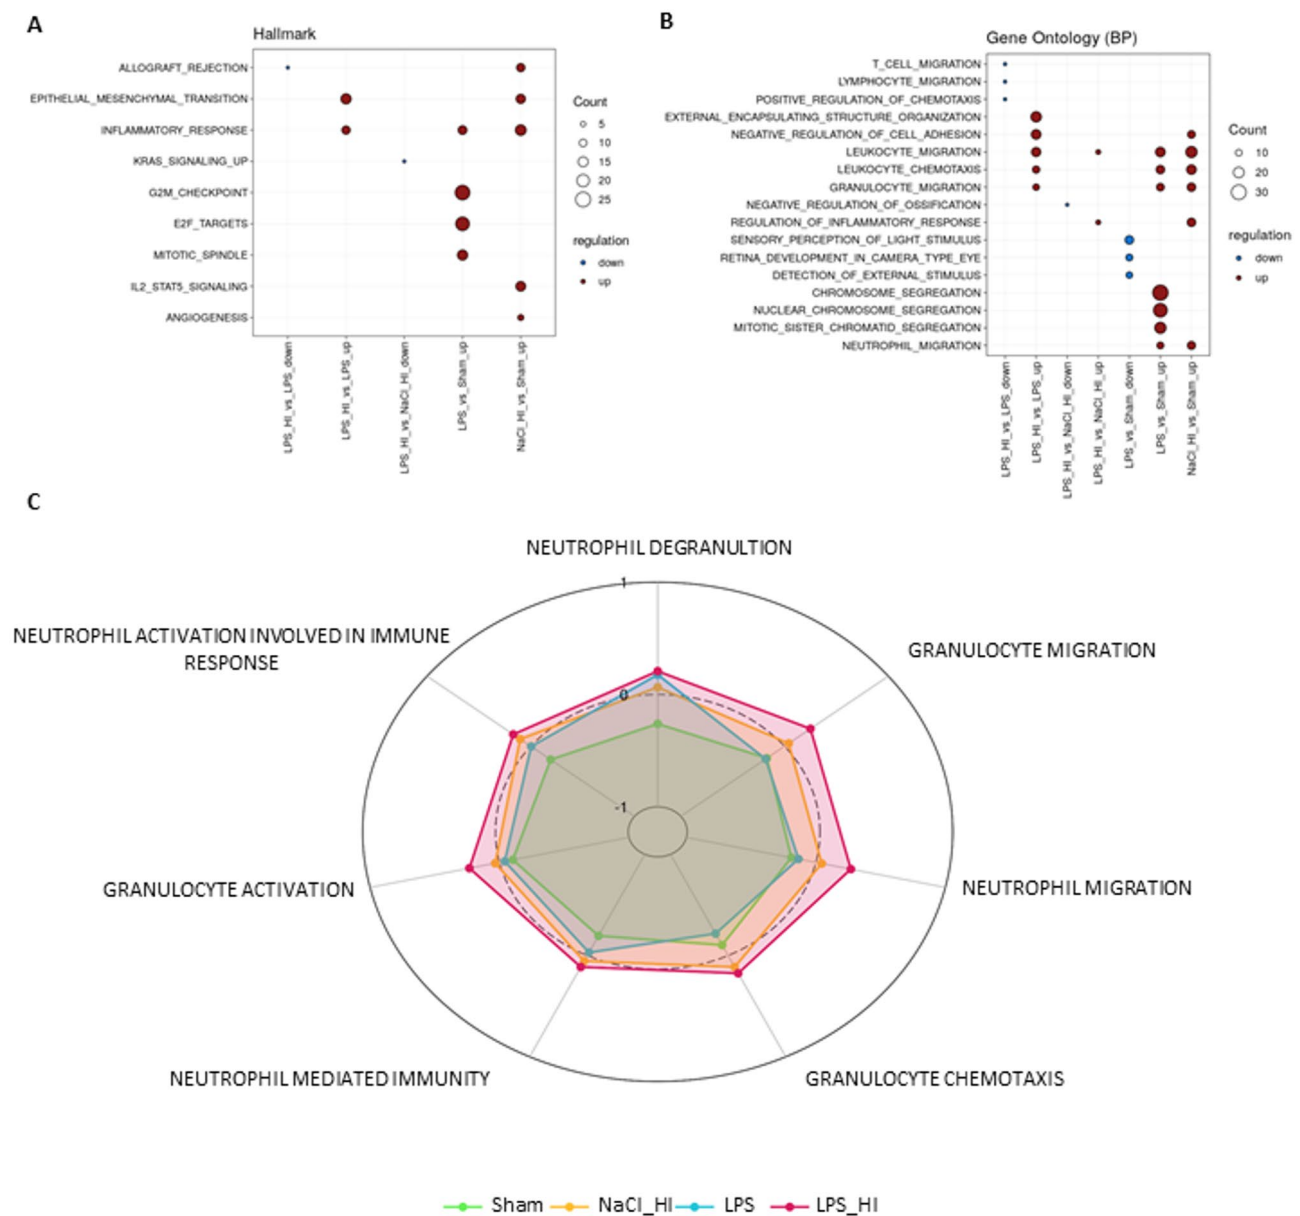 A
Hallmark
ALLOGRAFT_REJECTION
EPITHELIAL_MESENCHYMAL_TRANSITION
INFLAMMATORY_RESPONSE
KRAS_SIGNALING_UP
G2M_CHECKPOINT
E2F_TARGETS
MITOTIC_SPINDLE
IL2_STAT5_SIGNALING
ANGIOGENESIS
LPS_HI_vs_LPS_down
LPS_HI_vs_LPS_up
LPS_HI_vs_NaCl_HI_down
LPS_vs_Sham_up
NaCl_HI_vs_Sham_up
Count
5
10
15
20
25
regulation
down
up
B
Gene Ontology (BP)
T_CELL_MIGRATION
LYMPHOCYTE_MIGRATION
POSITIVE_REGULATION_OF_CHEMOTAXIS
EXTERNAL_ENCAPSULATING_STRUCTURE_ORGANIZATION
NEGATIVE_REGULATION_OF_CELL_ADHESION
LEUKOCYTE_MIGRATION
LEUKOCYTE_CHEMOTAXIS
GRANULOCYTE_MIGRATION
NEGATIVE_REGULATION_OF_OSSIFICATION
REGULATION_OF_INFLAMMATORY_RESPONSE
SENSORY_PERCEPTION_OF_LIGHT_STIMULUS
RETINA_DEVELOPMENT_IN_CAMERA_TYPE_EYE
DETECTION_OF_EXTERNAL_STIMULUS
CHROMOSOME_SEGREGATION
NUCLEAR_CHROMOSOME_SEGREGATION
MITOTIC_SISTER_CHROMATID_SEGREGATION
NEUTROPHIL_MIGRATION
LPS_HI_vs_LPS_down
LPS_HI_vs_LPS_up
LPS_HI_vs_NaCl_HI_down
LPS_HI_vs_NaCl_HI_up
LPS_vs_Sham_down
LPS_vs_Sham_up
NaCl_HI_vs_Sham_up
Count
10
20
30
regulation
down
up
C
NEUTROPHIL DEGRANULTION
1
NEUTROPHIL ACTIVATION INVOLVED IN IMMUNE
RESPONSE
GRANULOCYTE MIGRATION
0
-1
GRANULOCYTE ACTIVATION
NEUTROPHIL MIGRATION
NEUTROPHIL MEDIATED IMMUNITY
GRANULOCYTE CHEMOTAXIS
Sham NaCl_HI LPS LPS_HI